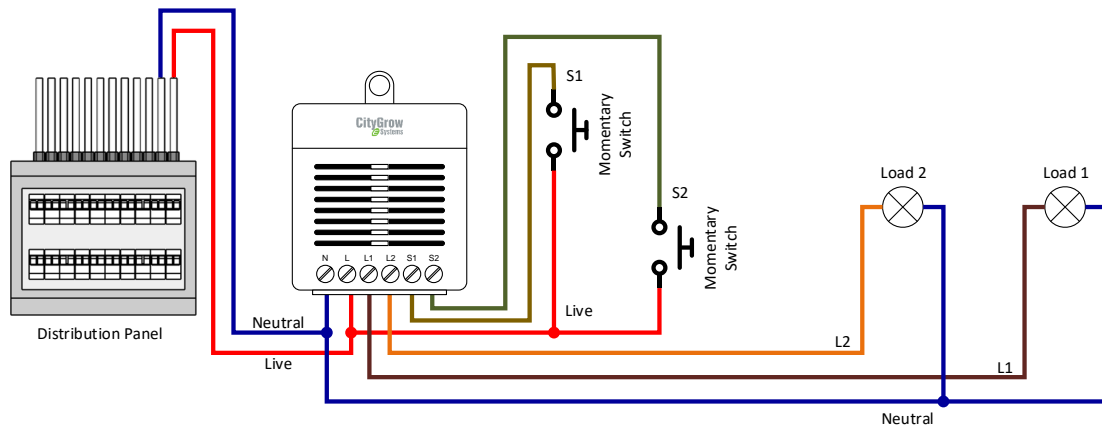 S1
Momentary
Switch
CityGrow
Systems
S2
Momentary
Switch
Load 2
Load 1
N L L1 L2 S1 S2
Distribution Panel
Neutral
Live
Live
L2
L1
Neutral